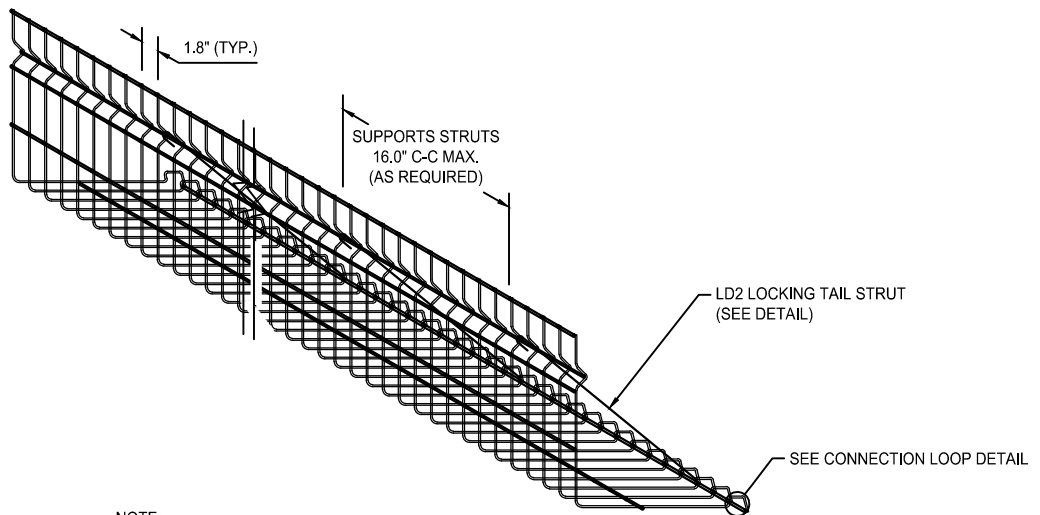 1.8" (TYP.)
SUPPORTS STRUTS
16.0" C-C MAX.
(AS REQUIRED)
LD2 LOCKING TAIL STRUT
(SEE DETAIL)
SEE CONNECTION LOOP DETAIL
NOTE